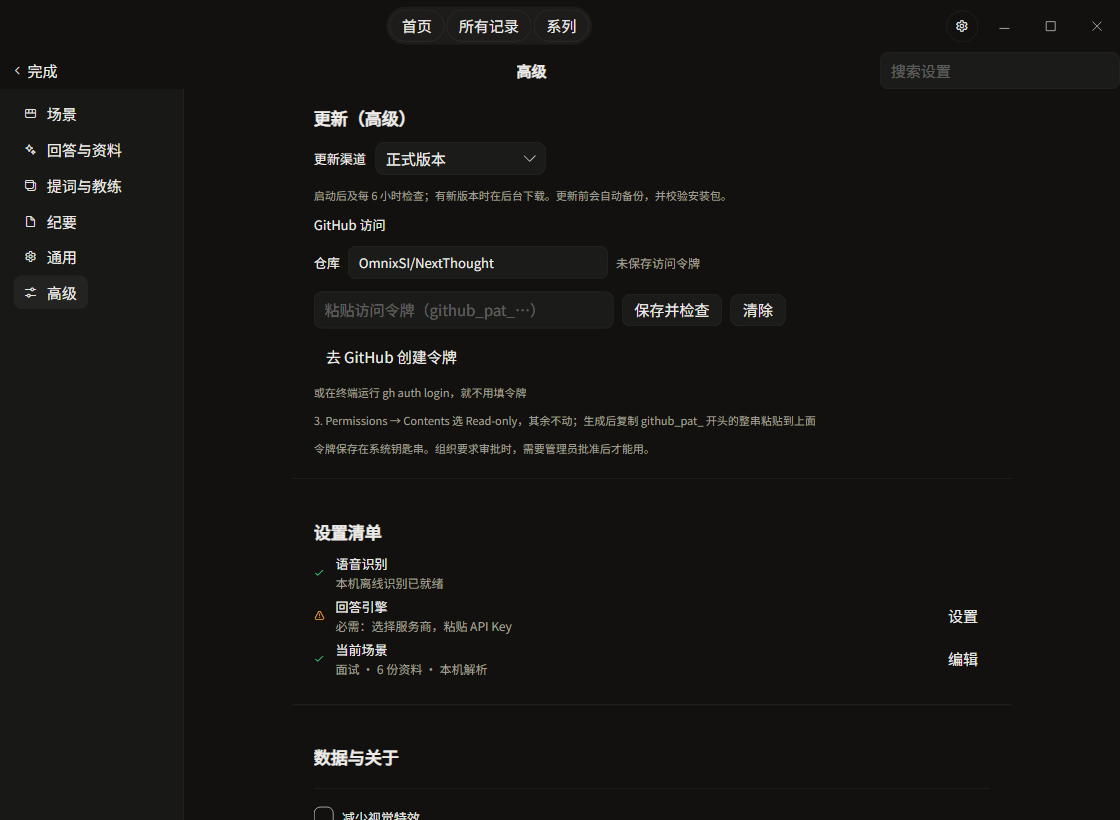 首页 所有记录 系列
完成
高级
搜索设置
场景
回答与资料
提词与教练
纪要
通用
高级
更新（高级）
更新渠道 正式版本
启动后及每 6 小时检查；有新版本时在后台下载。更新前会自动备份，并校验安装包。
GitHub 访问
仓库 OmnixSI/NextThought 未保存访问令牌
粘贴访问令牌（github_pat_…） 保存并检查 清除
去 GitHub 创建令牌
或在终端运行 gh auth login，就不用填令牌
3. Permissions → Contents 选 Read-only，其余不动；生成后复制 github_pat_ 开头的整串粘贴到上面
令牌保存在系统钥匙串。组织要求审批时，需要管理员批准后才能用。
设置清单
语音识别
本机离线识别已就绪
回答引擎
必需：选择服务商，粘贴 API Key
设置
当前场景
面试 • 6 份资料 • 本机解析
编辑
数据与关于
减少视觉特效